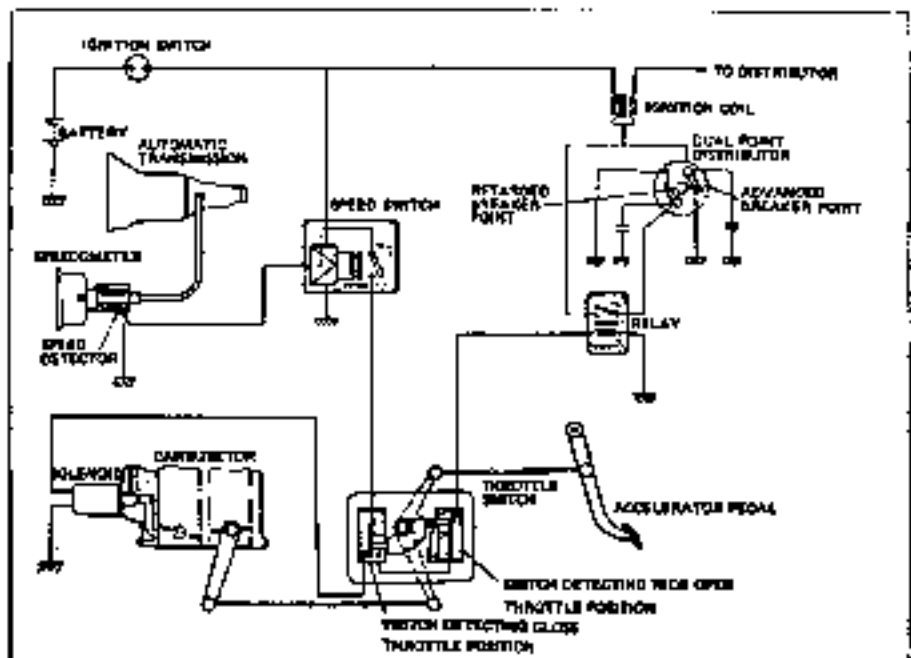 IGNITION SWITCH
TO DISTRIBUTOR
IGNITION COIL
BATTERY
AUTOMATIC
TRANSMISSION
DUAL POINT
DISTRIBUTOR
RETARDED
BREAKER
POINT
ADVANCED
BREAKER POINT
SPEED SWITCH
SPEEDOMETER
RELAY
SPEED
DETECTOR
SOLENOID
CARBURETOR
THROTTLE
SWITCH
ACCELERATOR PEDAL
SWITCH DETECTING WIDE OPEN
THROTTLE POSITION
SWITCH DETECTING CLOSE
THROTTLE POSITION